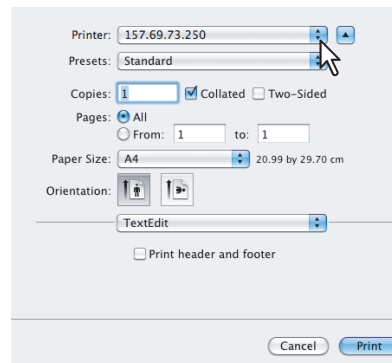 Printer: 157.69.73.250
Presets: Standard
Copies: 1 Collated Two-Sided
Pages: All
From: 1 to: 1
Paper Size: A4 20.99 by 29.70 cm
Orientation:
TextEdit
Print header and footer
Cancel Print